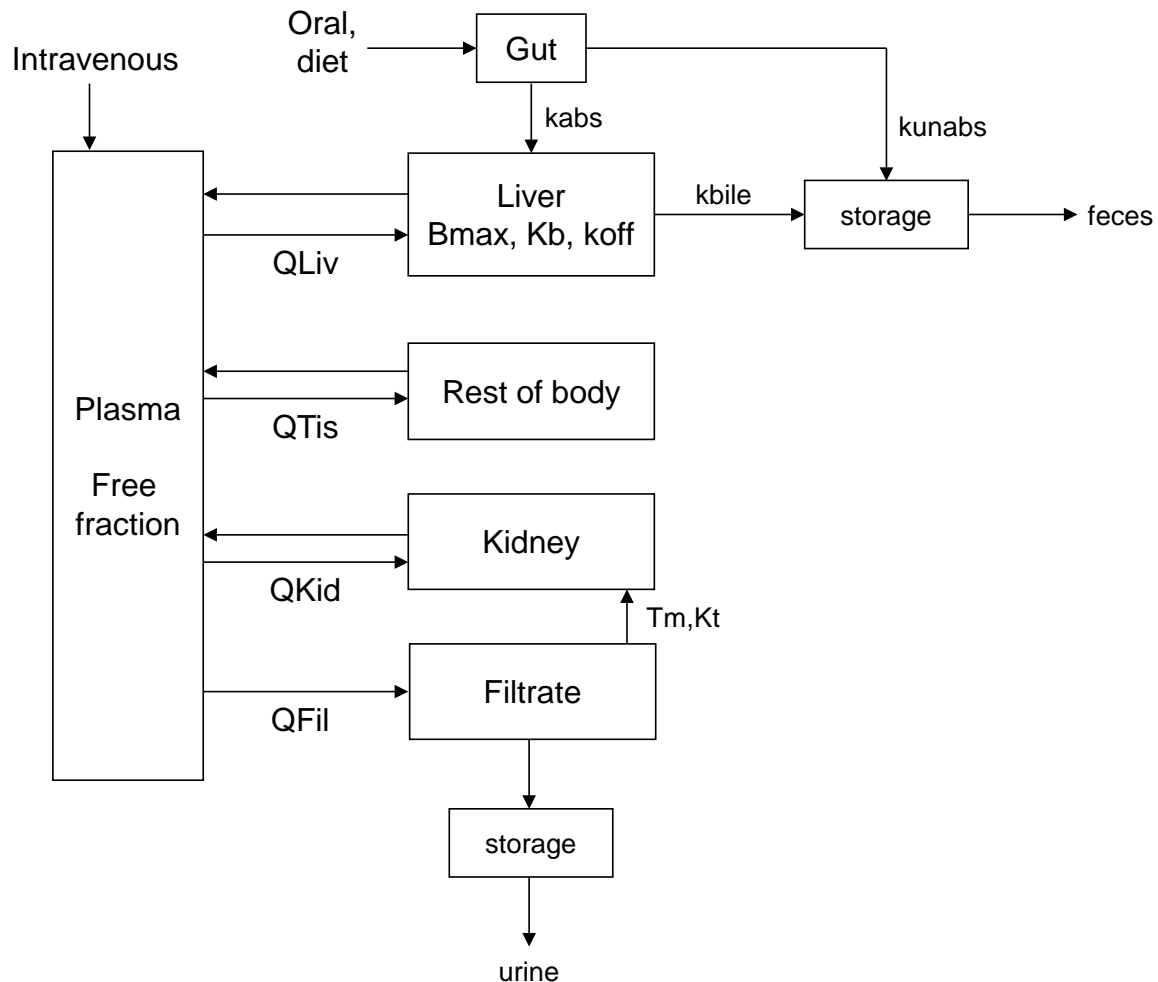 Oral,
diet
Gut
Intravenous
kabs
kunabs
Liver
Bmax, Kb, koff
kbile
storage
feces
QLiv
Plasma
Free
fraction
Rest of body
QTis
Kidney
QKid
Tm,Kt
Filtrate
QFil
storage
urine